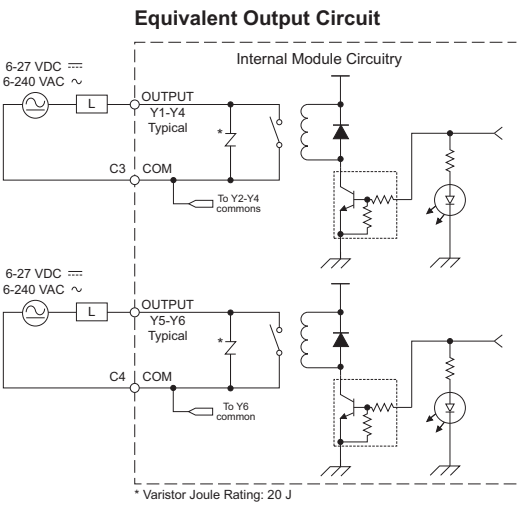 Equivalent Output Circuit
Internal Module Circuitry
6-27 VDC ⎓
6-240 VAC ∿
L
OUTPUT
Y1-Y4
Typical
*
C3
COM
To Y2-Y4
commons
6-27 VDC ⎓
6-240 VAC ∿
L
OUTPUT
Y5-Y6
Typical
*
C4
COM
To Y6
common
* Varistor Joule Rating: 20 J